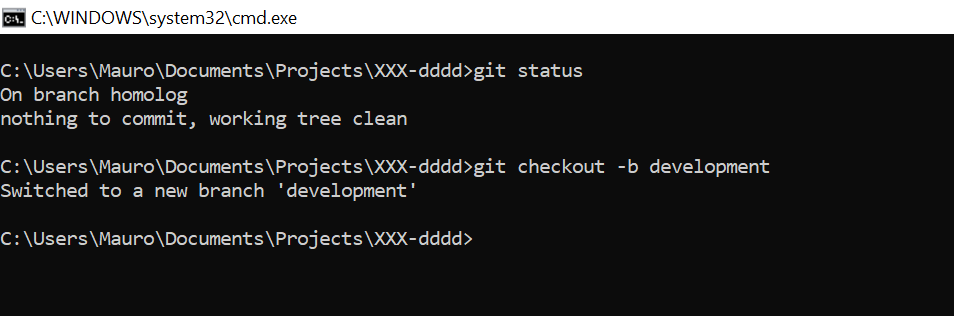 C:\WINDOWS\system32\cmd.exe
C:\Users\Mauro\Documents\Projects\XXX-dddd>git status
On branch homolog
nothing to commit, working tree clean
C:\Users\Mauro\Documents\Projects\XXX-dddd>git checkout -b development
Switched to a new branch 'development'
C:\Users\Mauro\Documents\Projects\XXX-dddd>